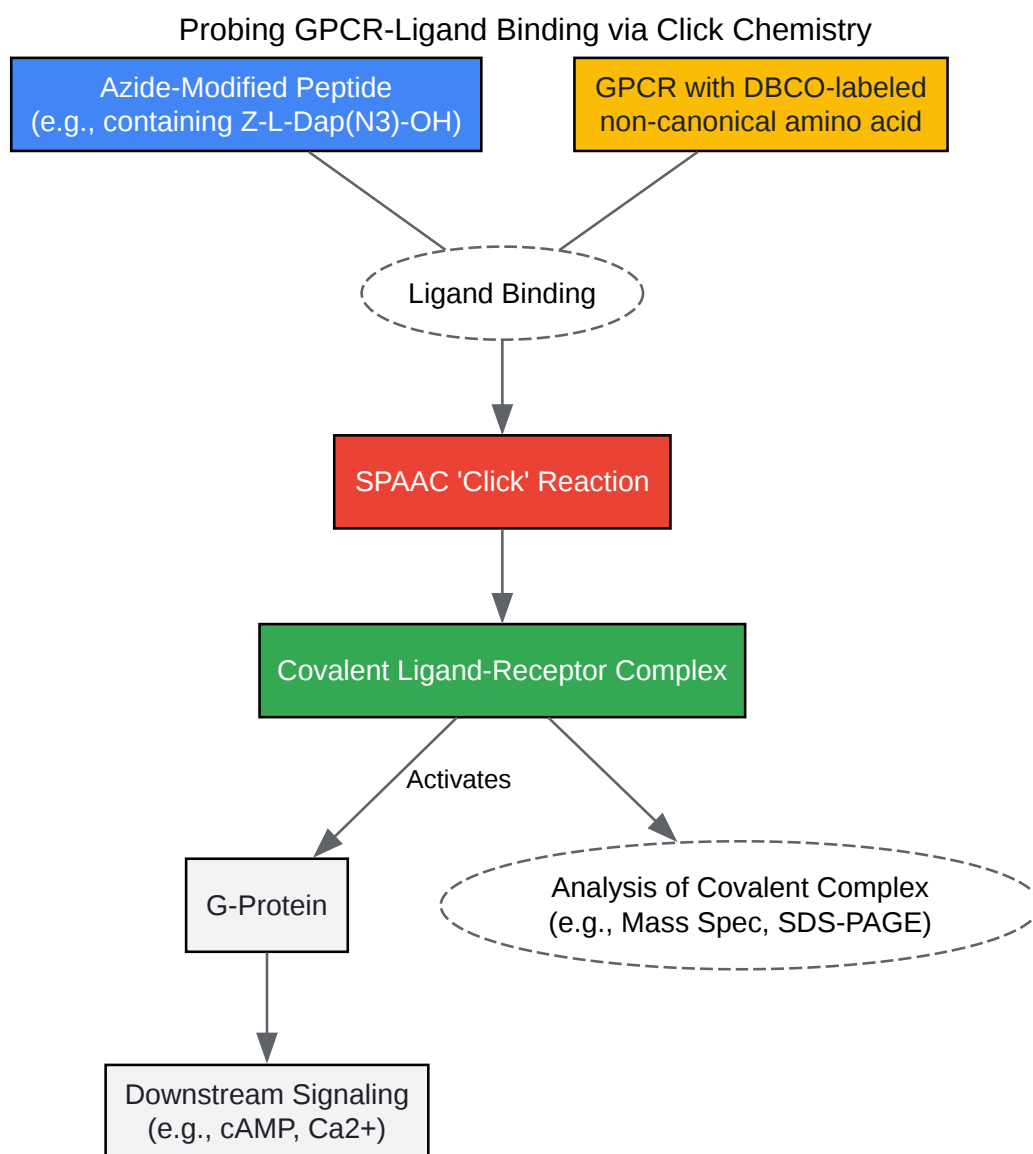 Probing GPCR-Ligand Binding via Click Chemistry
Azide-Modified Peptide
(e.g., containing Z-L-Dap(N3)-OH)
GPCR with DBCO-labeled
non-canonical amino acid
Ligand Binding
SPAAC 'Click' Reaction
Covalent Ligand-Receptor Complex
Activates
G-Protein
Analysis of Covalent Complex
(e.g., Mass Spec, SDS-PAGE)
Downstream Signaling
(e.g., cAMP, Ca2+)